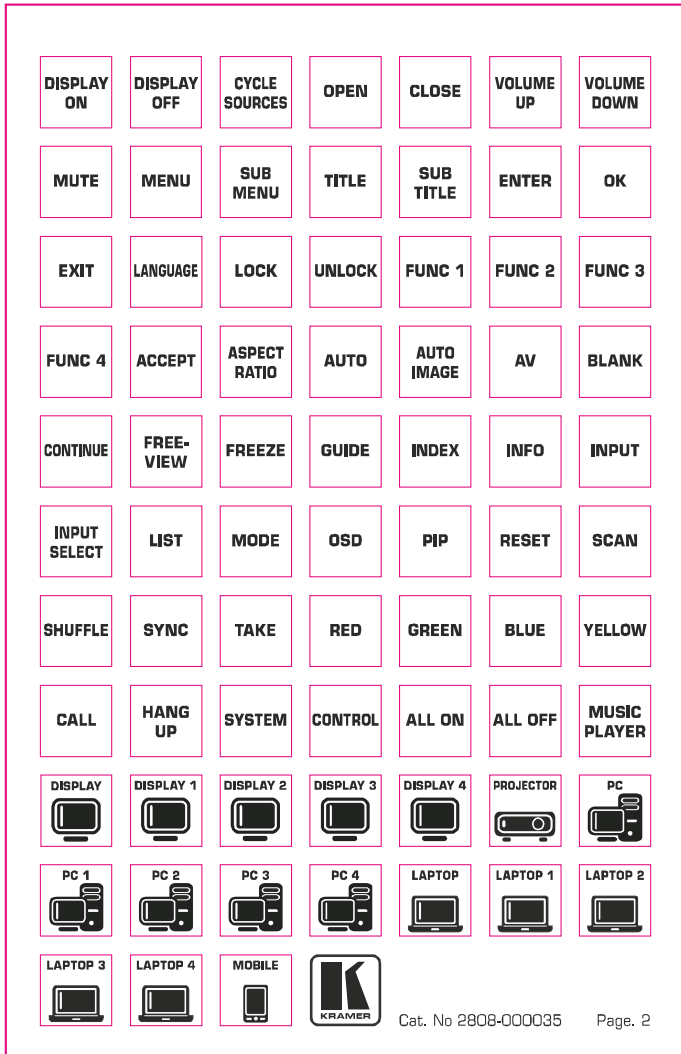 DISPLAY ON
DISPLAY OFF
CYCLE SOURCES
OPEN
CLOSE
VOLUME UP
VOLUME DOWN
MUTE
MENU
SUB MENU
TITLE
SUB TITLE
ENTER
OK
EXIT
LANGUAGE
LOCK
UNLOCK
FUNC 1
FUNC 2
FUNC 3
FUNC 4
ACCEPT
ASPECT RATIO
AUTO
AUTO IMAGE
AV
BLANK
CONTINUE
FREE-VIEW
FREEZE
GUIDE
INDEX
INFO
INPUT
INPUT SELECT
LIST
MODE
OSD
PIP
RESET
SCAN
SHUFFLE
SYNC
TAKE
RED
GREEN
BLUE
YELLOW
CALL
HANG UP
SYSTEM
CONTROL
ALL ON
ALL OFF
MUSIC PLAYER
DISPLAY
DISPLAY 1
DISPLAY 2
DISPLAY 3
DISPLAY 4
PROJECTOR
PC
PC 1
PC 2
PC 3
PC 4
LAPTOP
LAPTOP 1
LAPTOP 2
LAPTOP 3
LAPTOP 4
MOBILE
K
KRAMER
Cat. No 2808-000035 Page. 2